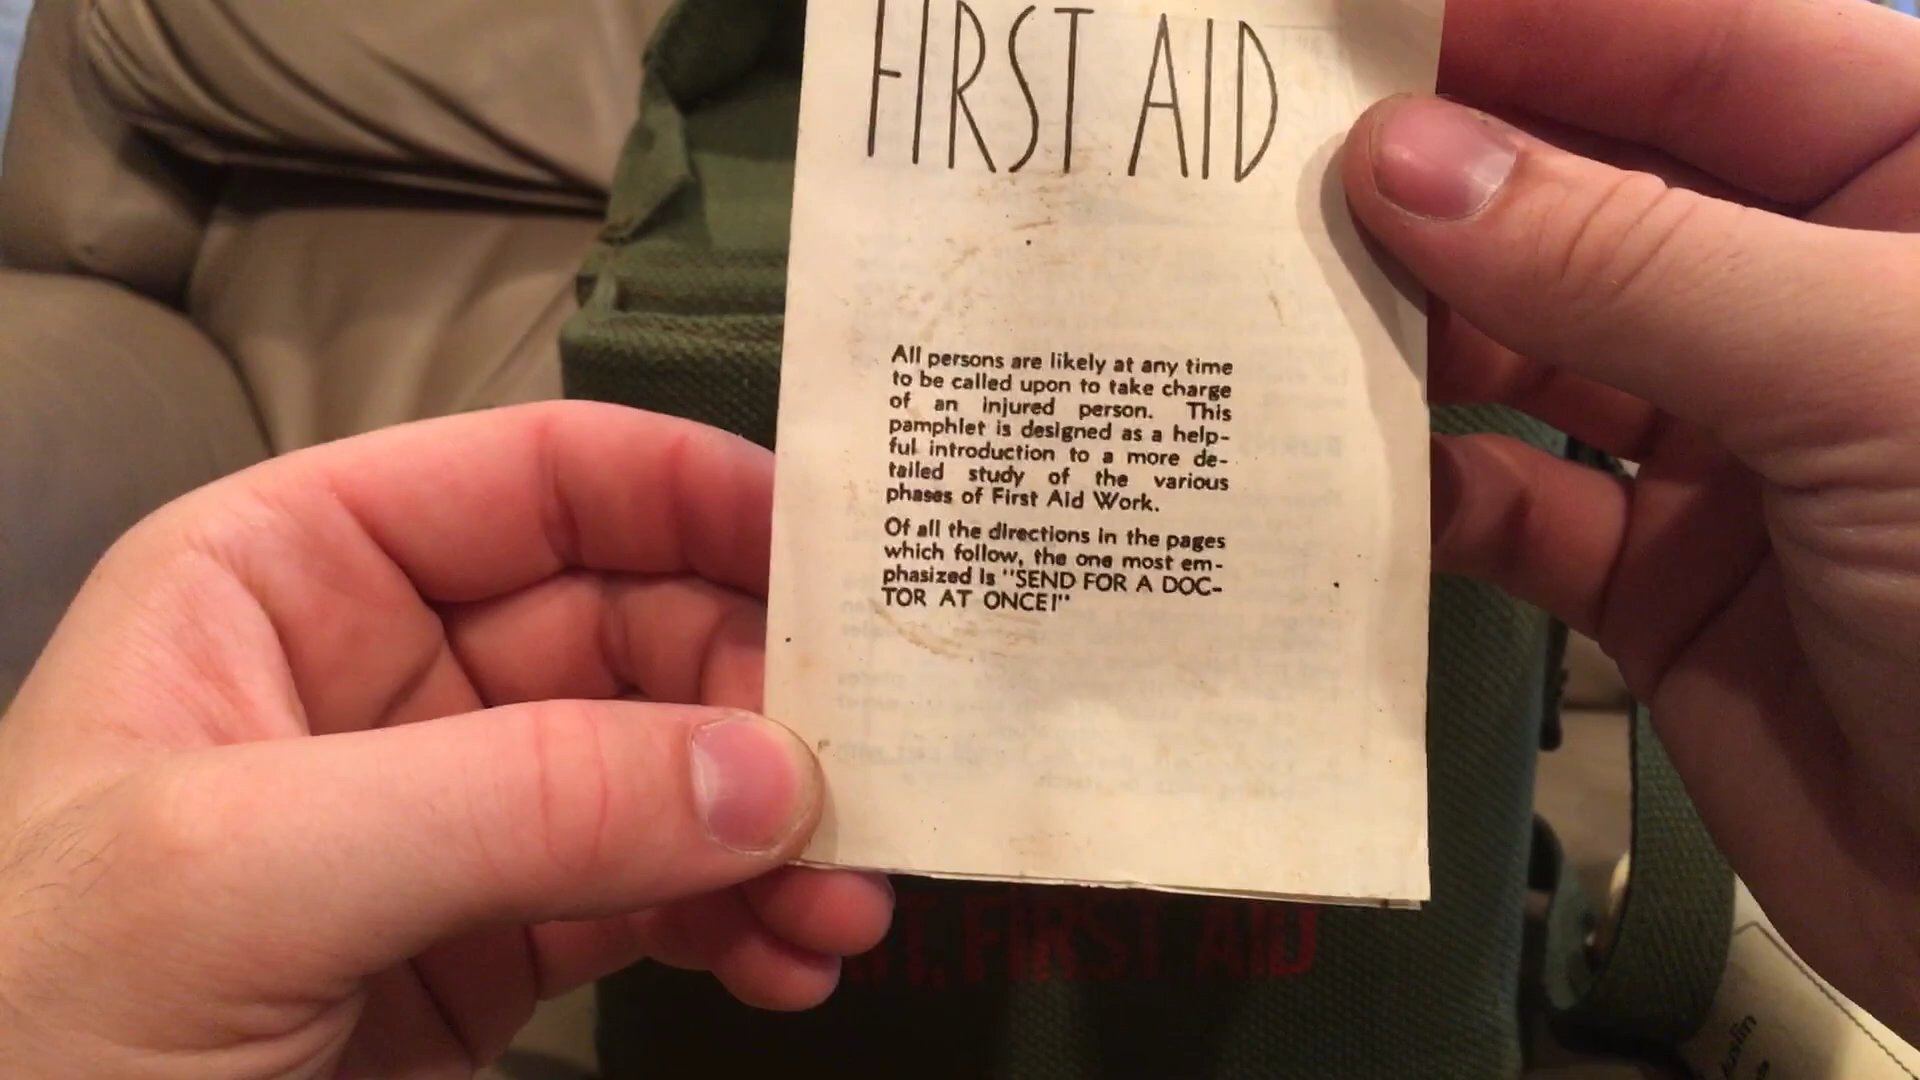 FIRST AID
All persons are likely at any time
to be called upon to take charge
of an injured person. This
pamphlet is designed as a help-
ful introduction to a more de-
tailed study of the various
phases of First Aid Work.
Of all the directions in the pages
which follow, the one most em-
phasized is "SEND FOR A DOC-
TOR AT ONCE!"
FIRST AID